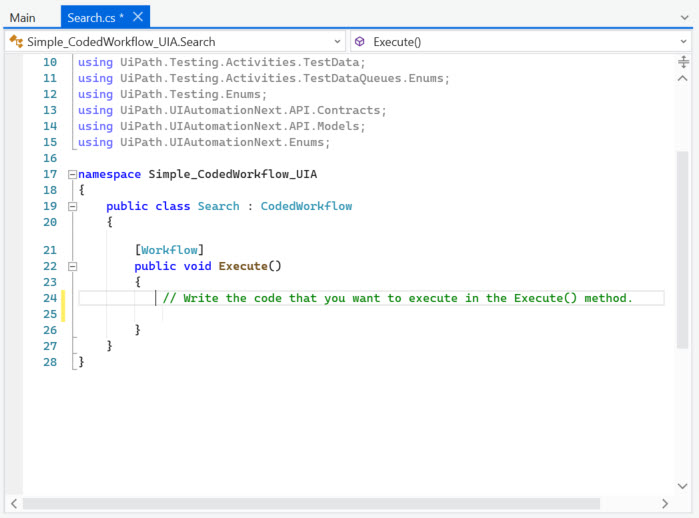 Main Search.cs *
Simple_CodedWorkflow_UIA.Search Execute()
10 using UiPath.Testing.Activities.TestData;
11 using UiPath.Testing.Activities.TestDataQueues.Enums;
12 using UiPath.Testing.Enums;
13 using UiPath.UIAutomationNext.API.Contracts;
14 using UiPath.UIAutomationNext.API.Models;
15 using UiPath.UIAutomationNext.Enums;
16
17 namespace Simple_CodedWorkflow_UIA
18 {
19 public class Search : CodedWorkflow
20 {
21 [Workflow]
22 public void Execute()
23 {
24 // Write the code that you want to execute in the Execute() method.
25
26 }
27 }
28 }